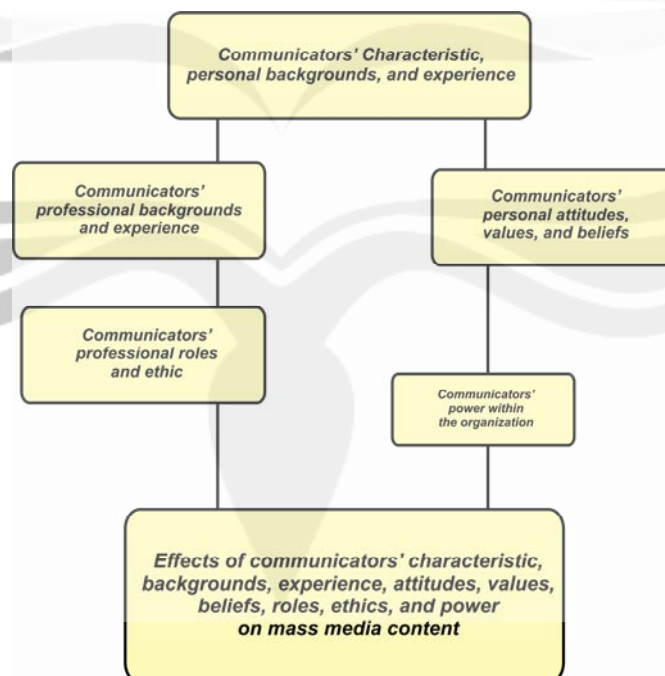 Communicators' Characteristic,
personal backgrounds, and experience
Communicators'
professional backgrounds
and experience
Communicators'
personal attitudes,
values, and beliefs
Communicators'
professional roles
and ethic
Communicators'
power within
the organization
Effects of communicators' characteristic,
backgrounds, experience, attitudes, values,
beliefs, roles, ethics, and power
on mass media content